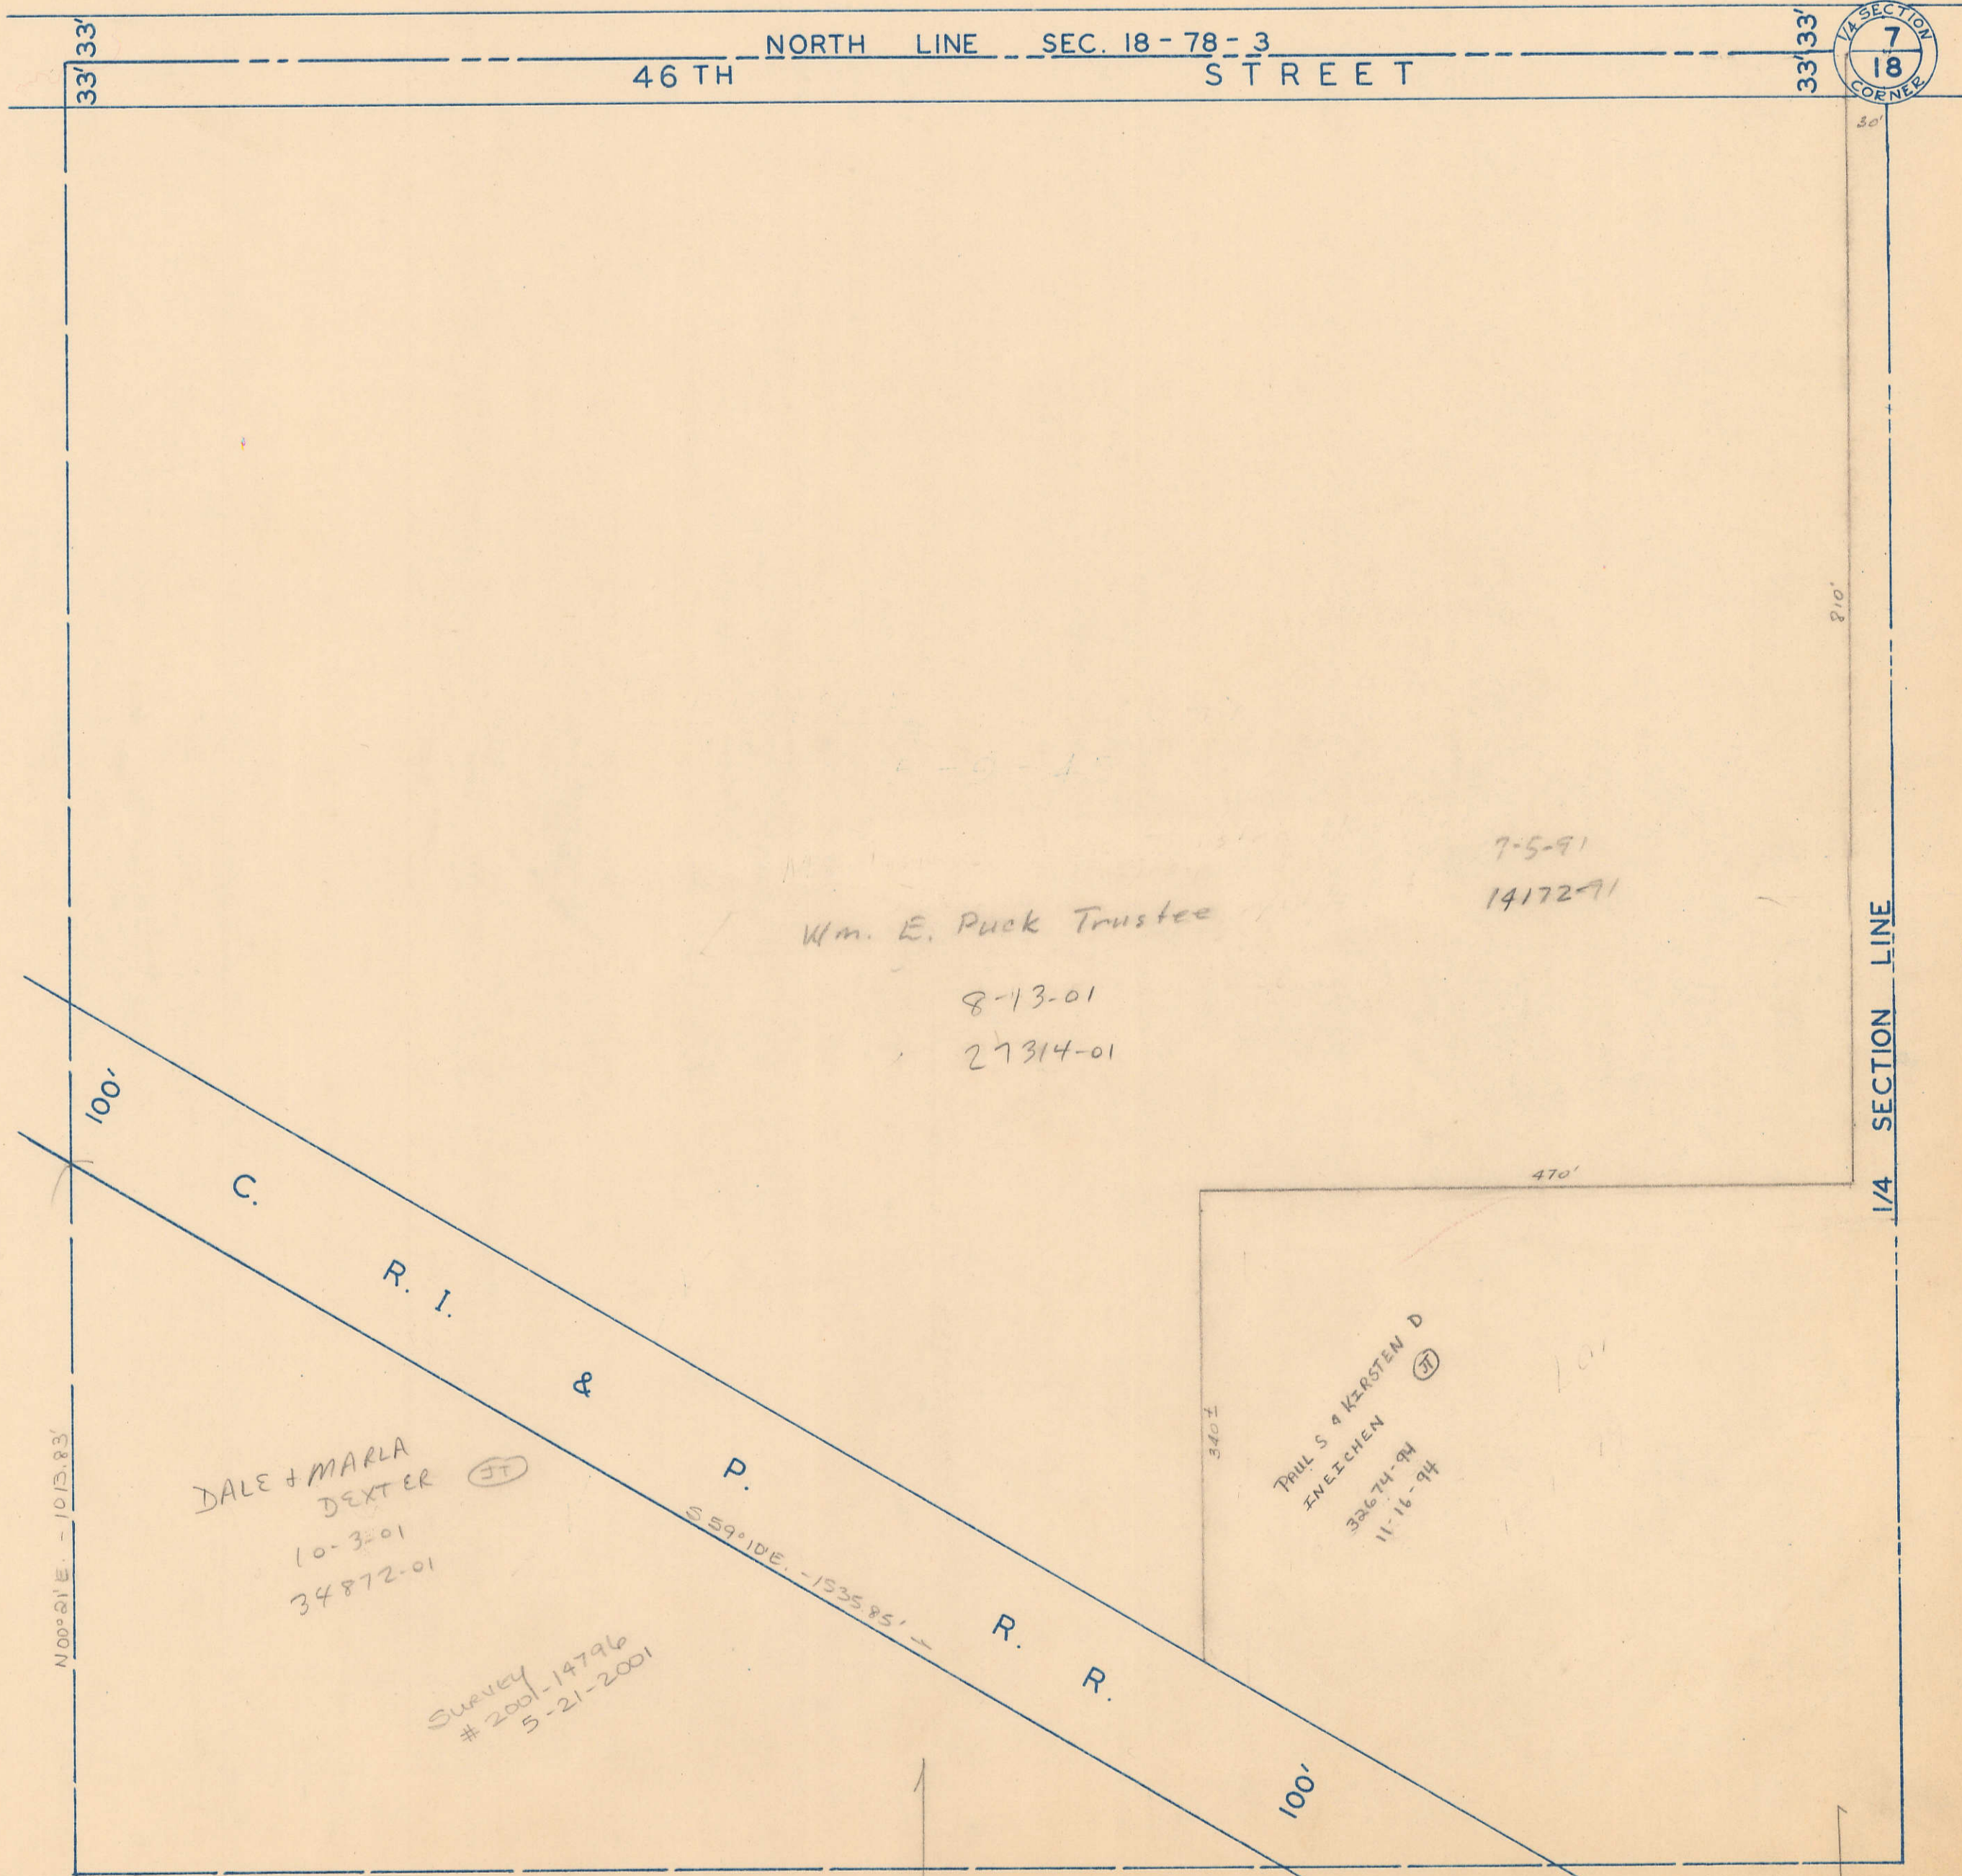 33' 33'
NORTH LINE SEC. 18-78-3
33' 33'
46TH STREET
1/4 SECTION
7
18
CORNER
30'
810'
7-5-91
14172-91
Wm. E. Puck Trustee
8-13-01
27314-01
1/4 SECTION LINE
470'
100'
C. R. I. & P. R. R.
340±
PAUL S & KIRSTEN D
INEICHEN JT
32674-94
11-16-94
N00°21'E. - 1013.83'
DALE & MARLA
DEXTER JT
10-3-01
34872-01
S 59°10'E. - 1535.85'
SURVEY
# 2001-14796
5-21-2001
100'